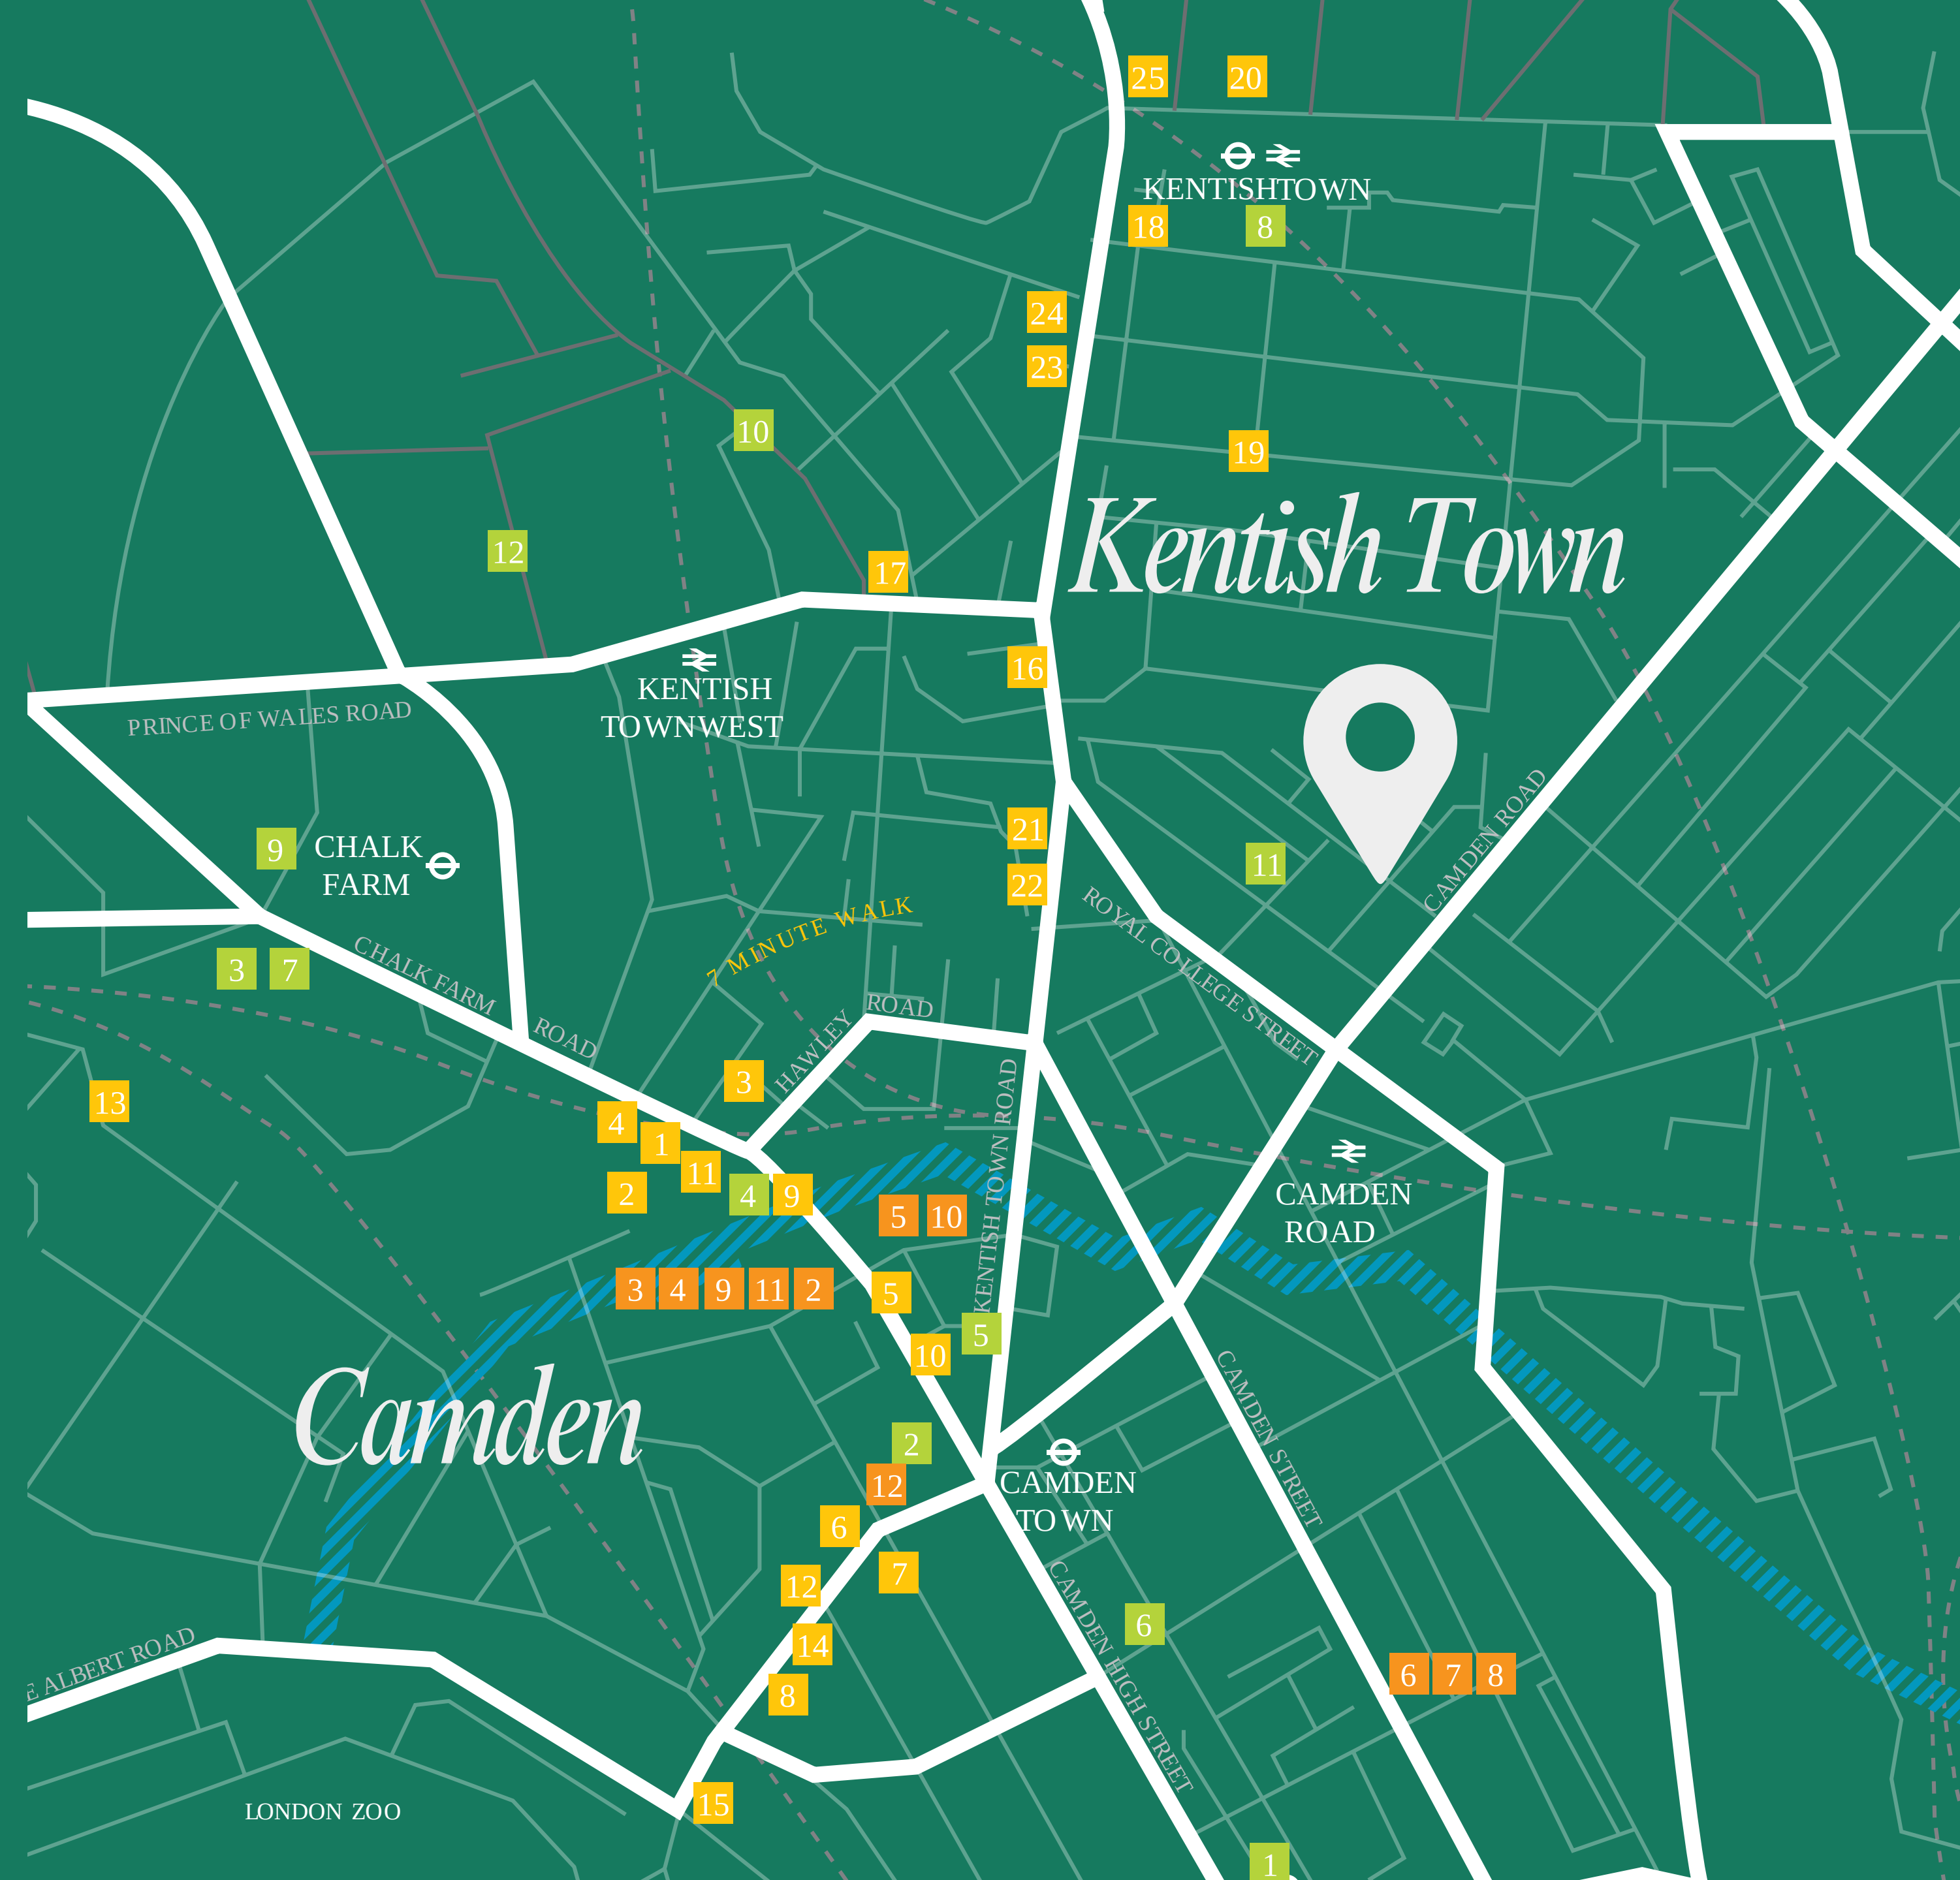 25
20
KENTISHTOWN
18
8
24
23
10
19
Kentish Town
12
17
16
KENTISH
TOWNWEST
PRINCE OF WALES ROAD
CAMDEN ROAD
21
9
CHALK
FARM
11
22
ROYAL COLLEGE STREET
7 MINUTE WALK
3
7
CHALK FARM
ROAD
HAWLEY
ROAD
3
13
4
1
11
2
4
9
KENTISH TOWN ROAD
5
10
CAMDEN
ROAD
3
4
9
11
2
5
5
10
Camden
CAMDEN STREET
2
12
CAMDEN
TOWN
6
7
12
CAMDEN HIGH STREET
14
6
8
6
7
8
E ALBERT ROAD
LONDON ZOO
15
1